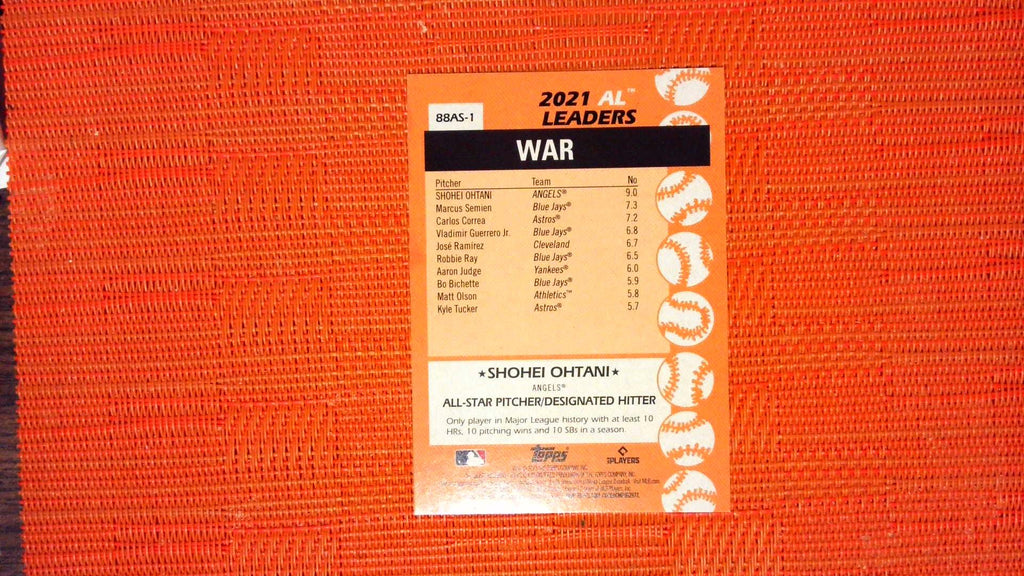 88AS-1
2021 AL™
LEADERS
WAR
Pitcher Team No
SHOHEI OHTANI ANGELS® 9.0
Marcus Semien Blue Jays® 7.3
Carlos Correa Astros® 7.2
Vladimir Guerrero Jr. Blue Jays® 6.8
José Ramírez Cleveland 6.7
Robbie Ray Blue Jays® 6.5
Aaron Judge Yankees® 6.0
Bo Bichette Blue Jays® 5.9
Matt Olson Athletics™ 5.8
Kyle Tucker Astros® 5.7
★SHOHEI OHTANI★
ANGELS®
ALL-STAR PITCHER/DESIGNATED HITTER
Only player in Major League history with at least 10
HRs, 10 pitching wins and 10 SBs in a season.
Topps
PLAYERS